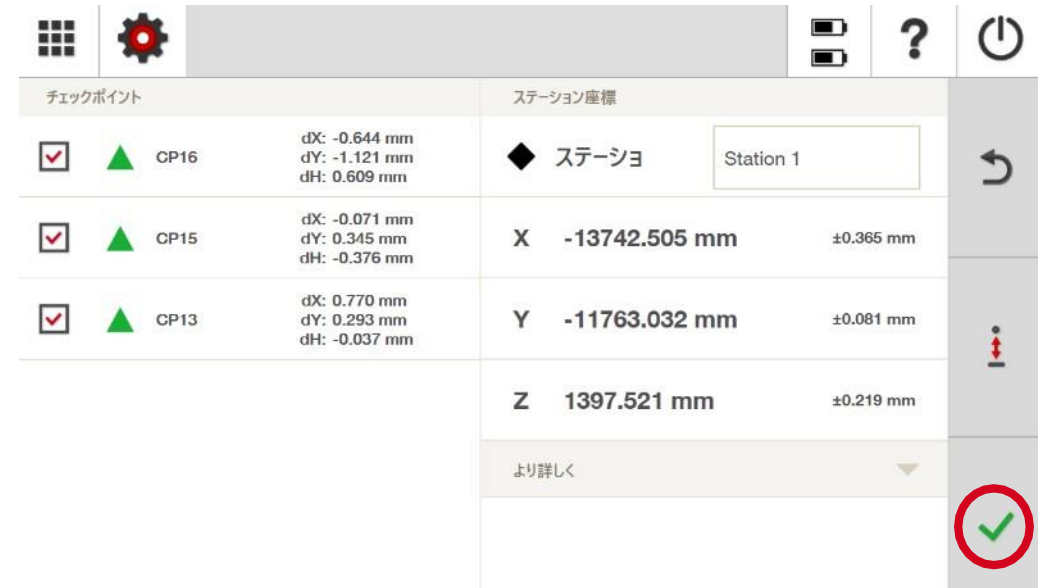 ?
チェックポイント
CP16
dX: -0.644 mm
dY: -1.121 mm
dH: 0.609 mm
CP15
dX: -0.071 mm
dY: 0.345 mm
dH: -0.376 mm
CP13
dX: 0.770 mm
dY: 0.293 mm
dH: -0.037 mm
ステーション座標
ステーショ Station 1
X -13742.505 mm ±0.365 mm
Y -11763.032 mm ±0.081 mm
Z 1397.521 mm ±0.219 mm
より詳しく